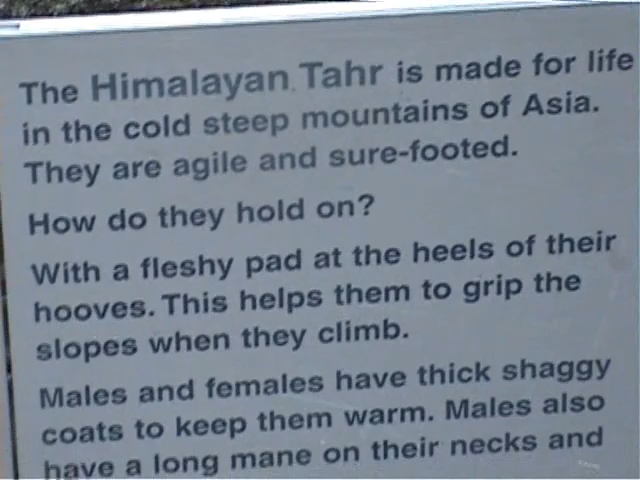 The Himalayan Tahr is made for life
in the cold steep mountains of Asia.
They are agile and sure-footed.
How do they hold on?
With a fleshy pad at the heels of their
hooves. This helps them to grip the
slopes when they climb.
Males and females have thick shaggy
coats to keep them warm. Males also
have a long mane on their necks and